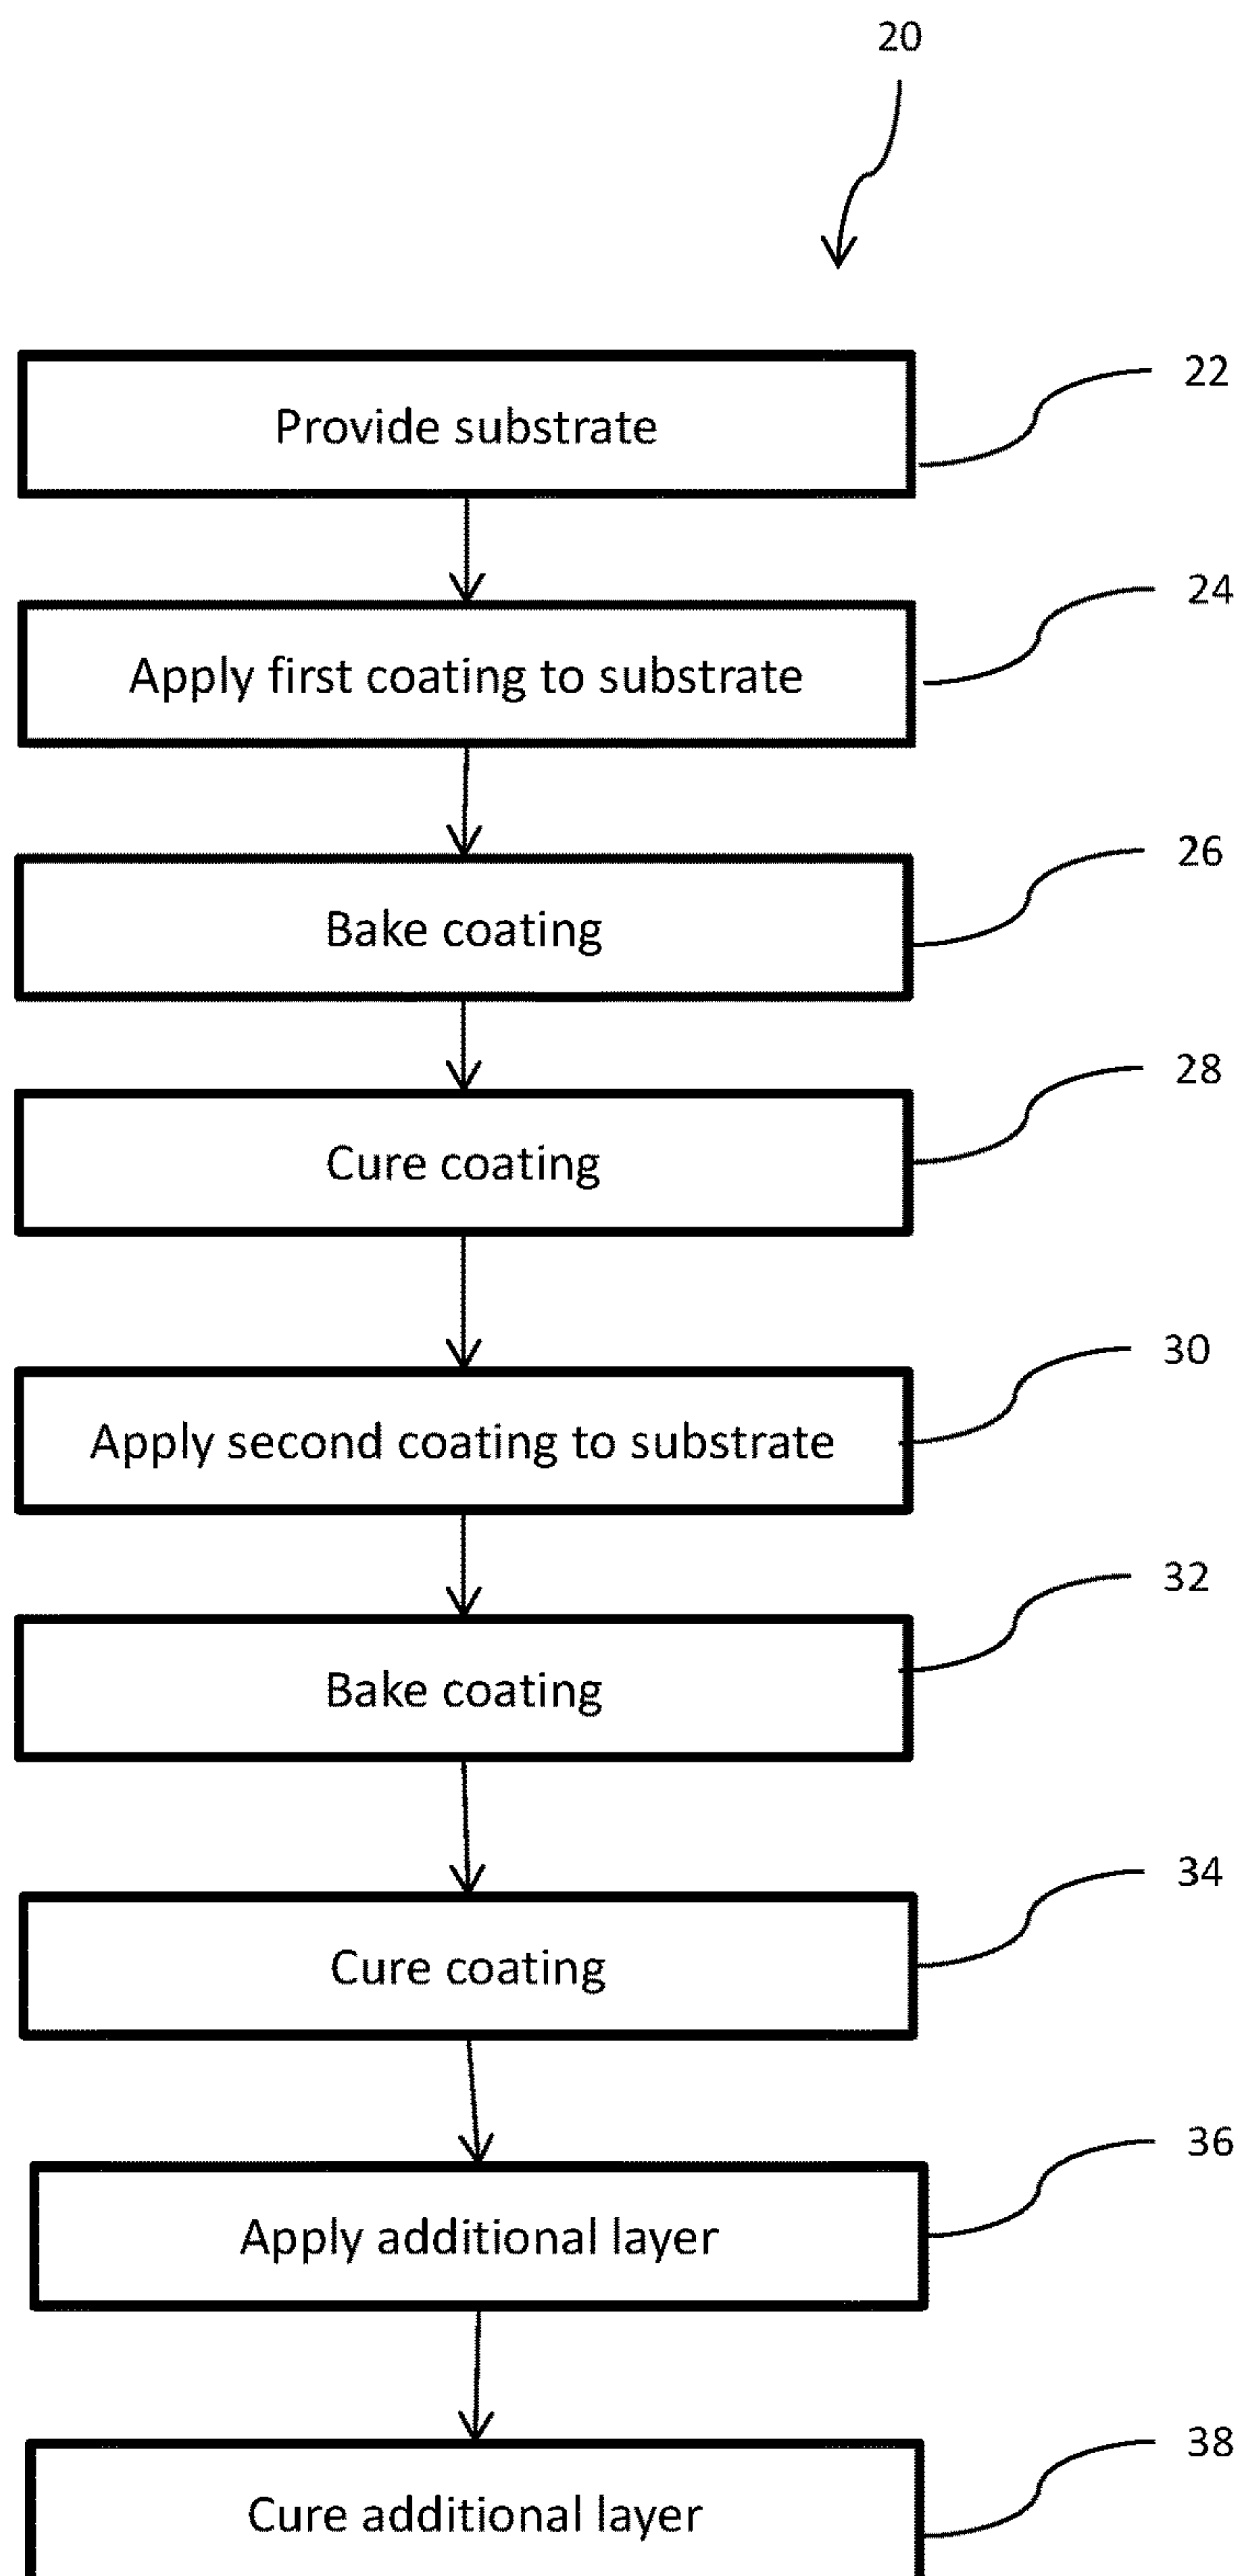 20
Provide substrate
22
Apply first coating to substrate
24
Bake coating
26
Cure coating
28
Apply second coating to substrate
30
Bake coating
32
Cure coating
34
Apply additional layer
36
Cure additional layer
38